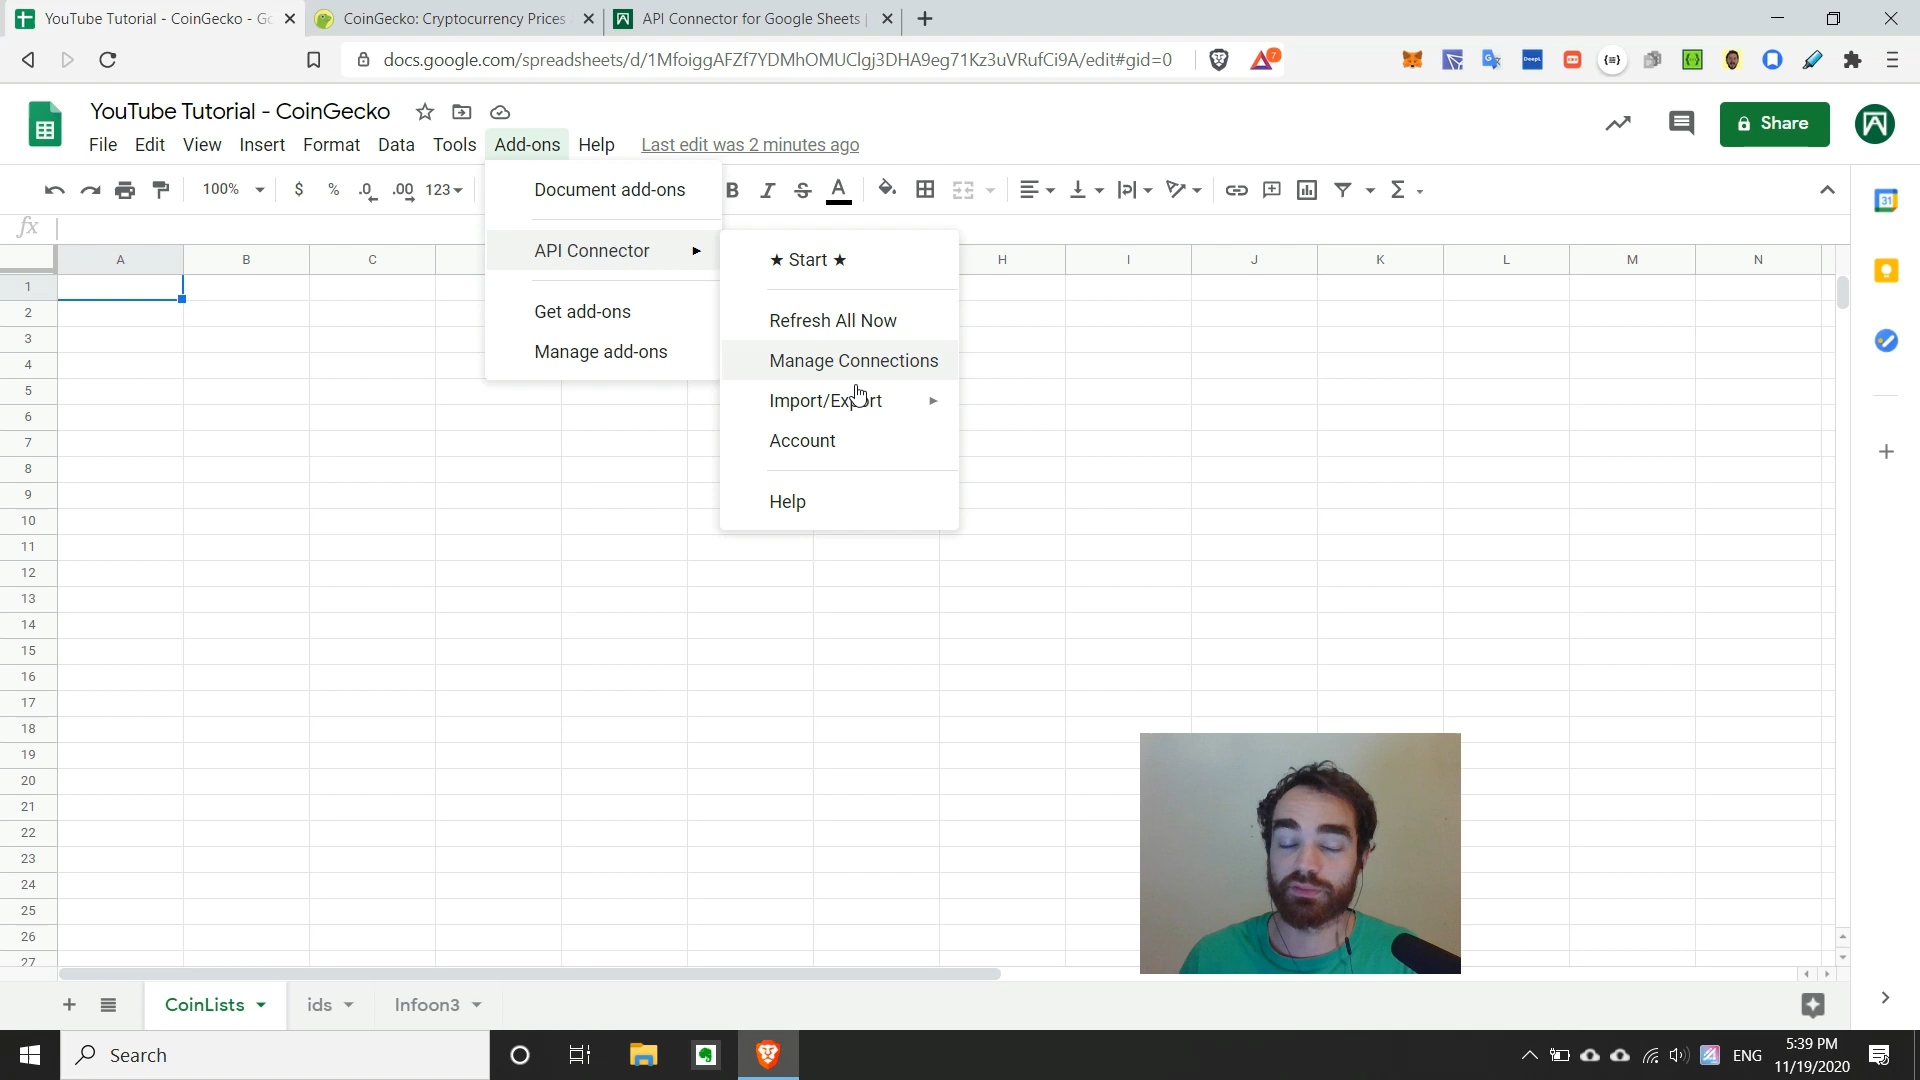 YouTube Tutorial - CoinGecko - Go
CoinGecko: Cryptocurrency Prices
API Connector for Google Sheets
docs.google.com/spreadsheets/d/1MfoiggAFZf7YDMhOMUClgj3DHA9eg71Kz3uVRufCi9A/edit#gid=0
7
YouTube Tutorial - CoinGecko
Share
File Edit View Insert Format Data Tools Add-ons Help Last edit was 2 minutes ago
100% $ % .0 .00 123
B I S A
31
fx
A B C H I J K L M N
Document add-ons
API Connector
Get add-ons
Manage add-ons
★ Start ★
Refresh All Now
Manage Connections
Import/Export
Account
Help
1
2
3
4
5
6
7
8
9
10
11
12
13
14
15
16
17
18
19
20
21
22
23
24
25
26
27
CoinLists ids Infoon3
Search
ENG
5:39 PM
11/19/2020